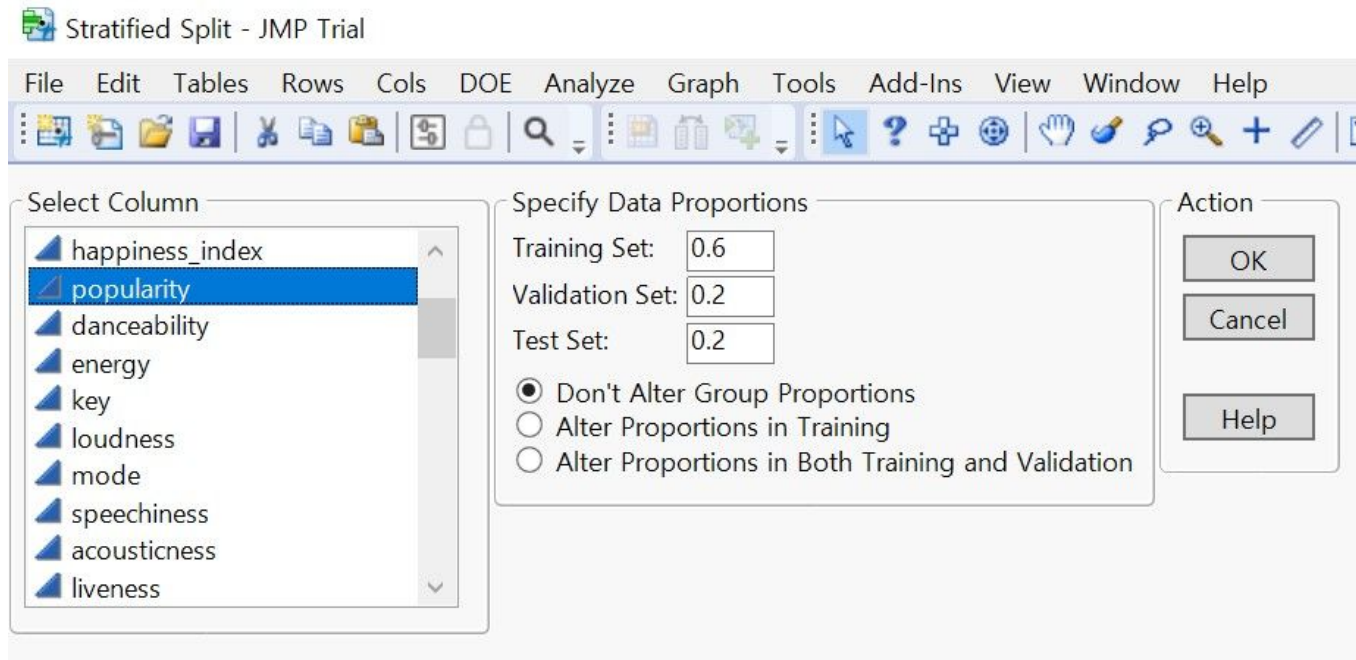 Stratified Split - JMP Trial
File Edit Tables Rows Cols DOE Analyze Graph Tools Add-Ins View Window Help
Select Column
happiness_index
popularity
danceability
energy
key
loudness
mode
speechiness
acousticness
liveness
Specify Data Proportions
Training Set: 0.6
Validation Set: 0.2
Test Set: 0.2
Don't Alter Group Proportions
Alter Proportions in Training
Alter Proportions in Both Training and Validation
Action
OK
Cancel
Help